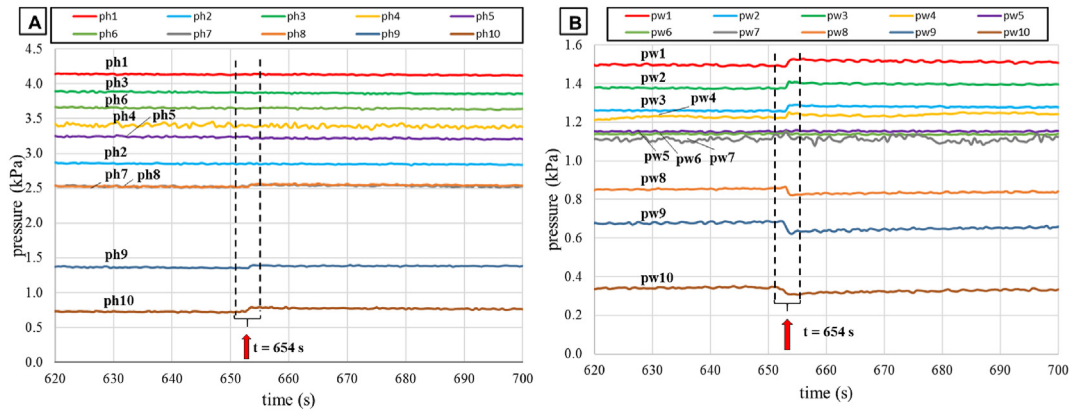 A
ph1 ph2 ph3 ph4 ph5
ph6 ph7 ph8 ph9 ph10
pressure (kPa)
4.5
4.0
3.5
3.0
2.5
2.0
1.5
1.0
0.5
0.0
ph1
ph3
ph6
ph4 ph5
ph2
ph7 ph8
ph9
ph10
t = 654 s
620 630 640 650 660 670 680 690 700
time (s)
B
pw1 pw2 pw3 pw4 pw5
pw6 pw7 pw8 pw9 pw10
pressure (kPa)
1.6
1.4
1.2
1.0
0.8
0.6
0.4
0.2
0.0
pw1
pw2
pw3 pw4
pw5 pw6 pw7
pw8
pw9
pw10
t = 654 s
620 630 640 650 660 670 680 690 700
time (s)